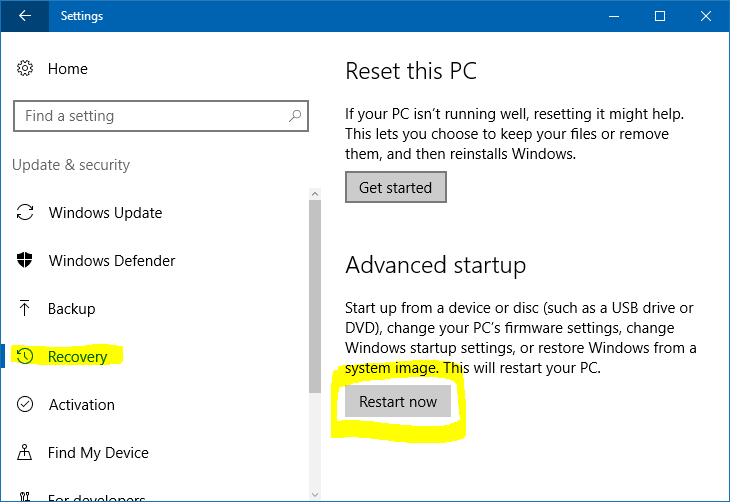 Settings
Home
Find a setting
Update & security
Windows Update
Windows Defender
Backup
Recovery
Activation
Find My Device
For developers
Reset this PC
If your PC isn't running well, resetting it might help.
This lets you choose to keep your files or remove
them, and then reinstalls Windows.
Get started
Advanced startup
Start up from a device or disc (such as a USB drive or
DVD), change your PC's firmware settings, change
Windows startup settings, or restore Windows from a
system image. This will restart your PC.
Restart now